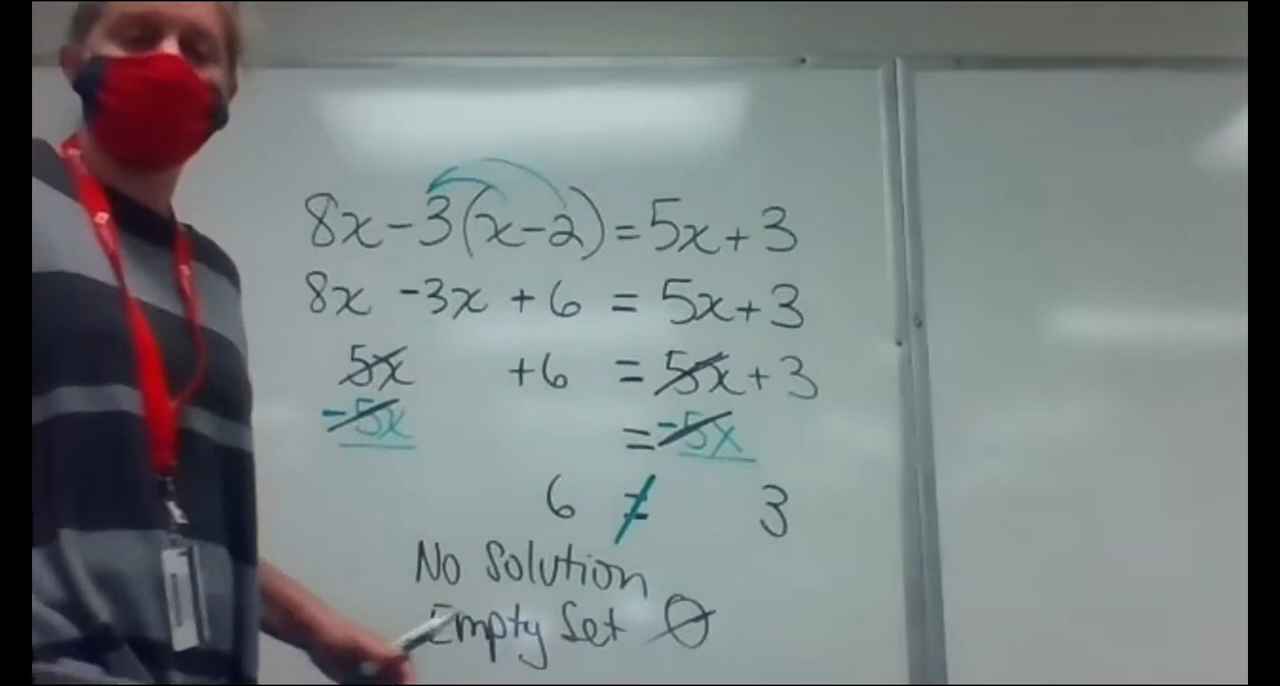 8x-3(x-2)=5x+3
8x -3x +6 = 5x+3
5x +6 = 5x+3
-5x =-5x
6 ≠ 3
No Solution
Empty Set ∅